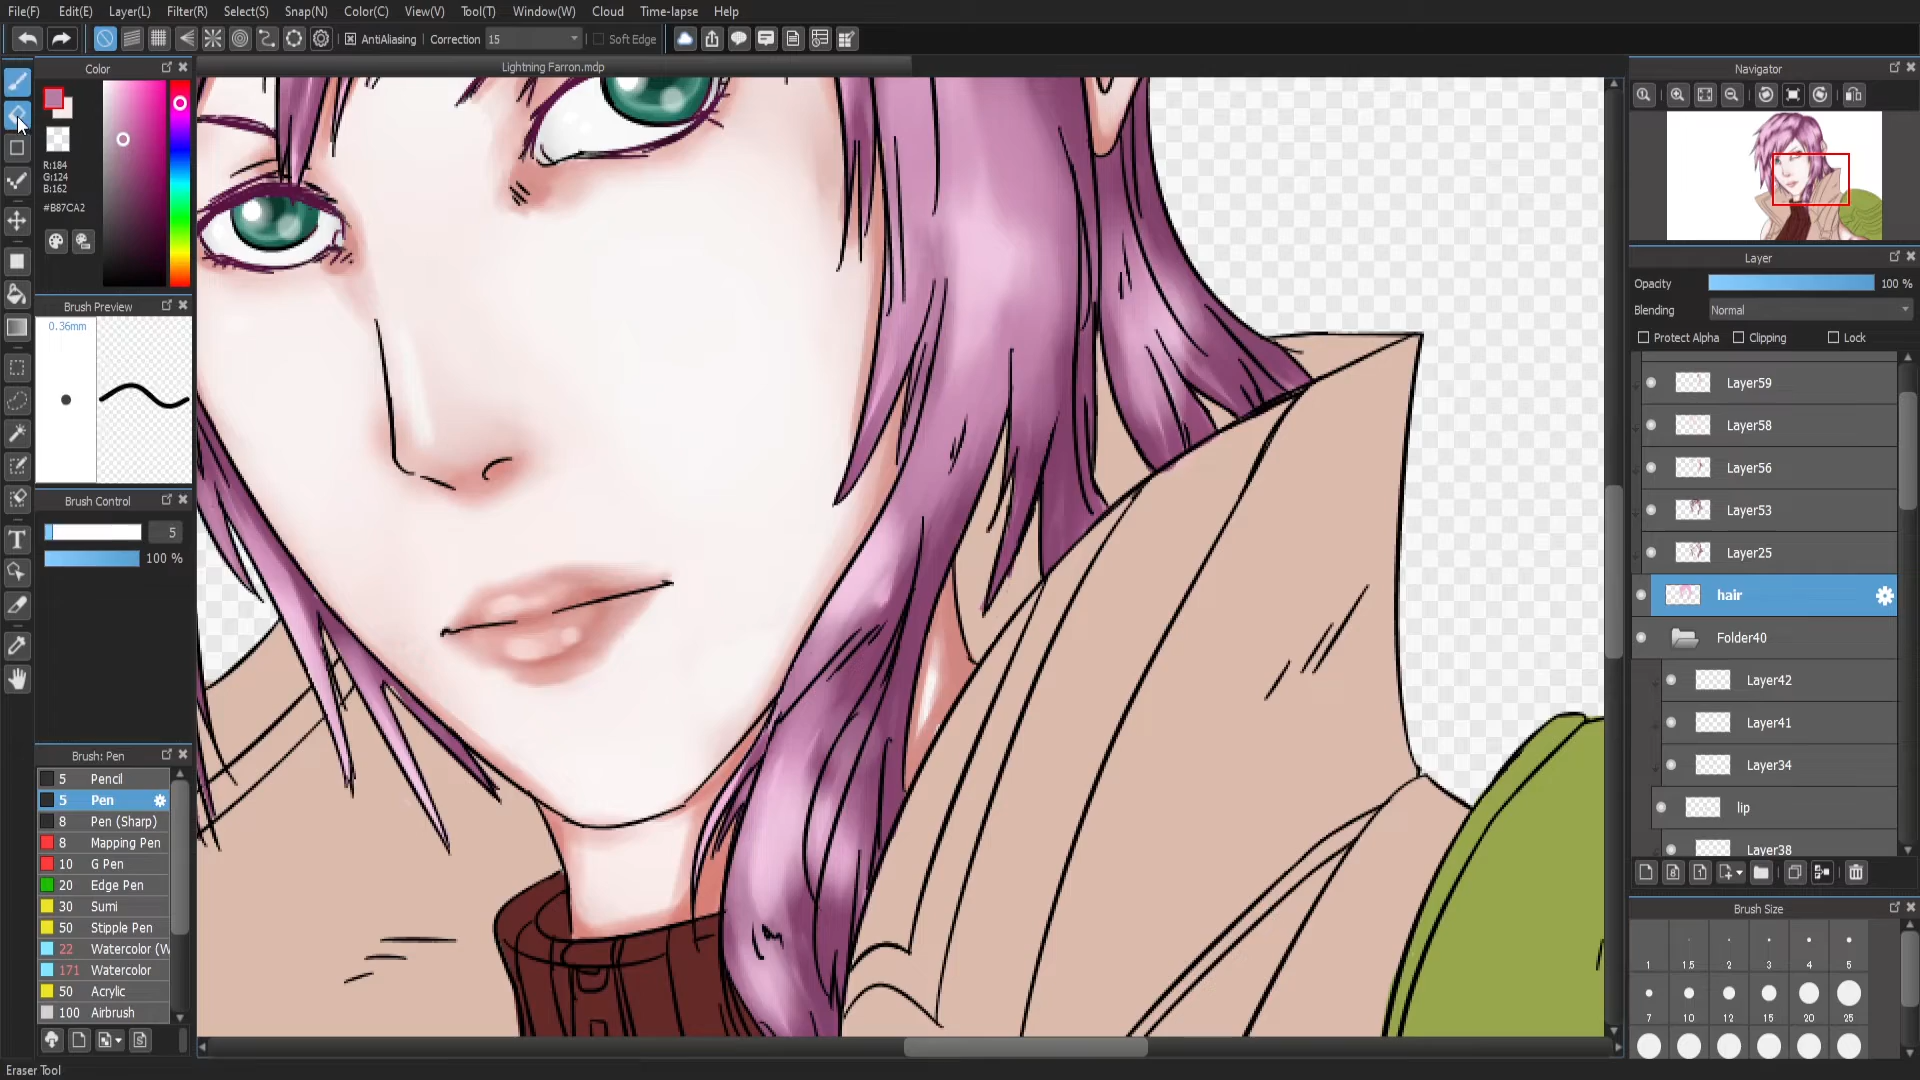 File(F) Edit(E) Layer(L) Filter(R) Select(S) Snap(N) Color(C) View(V) Tool(T) Window(W) Cloud Time-lapse Help
AntiAliasing Correction 15 Soft Edge
Color
Lightning Farron.mdp
Navigator
R:184
G:124
B:162
#B87CA2
Layer
Opacity 100 %
Blending Normal
Protect Alpha Clipping Lock
Brush Preview
0.36mm
Layer59
Layer58
Layer56
Layer53
Layer25
hair
Folder40
Layer42
Layer41
Layer34
lip
Layer38
Brush Control
5
100 %
Brush: Pen
5 Pencil
5 Pen
8 Pen (Sharp)
8 Mapping Pen
10 G Pen
20 Edge Pen
30 Sumi
50 Stipple Pen
22 Watercolor (W
171 Watercolor
50 Acrylic
100 Airbrush
Brush Size
1 1.5 2 3 4 5
7 10 12 15 20 25
Eraser Tool